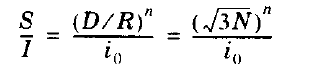 S/I = (D/R)^n / i_0 = (√3N)^n / i_0